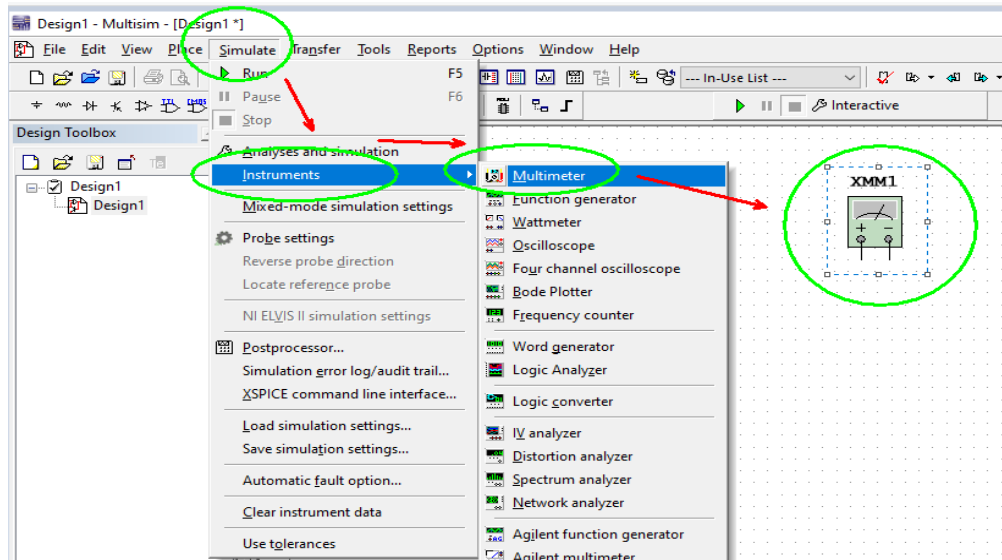 Design1 - Multisim - [Design1 *]
File Edit View Place Simulate Transfer Tools Reports Options Window Help
Run F5
--- In-Use List ---
Pause F6
Interactive
Stop
Design Toolbox
Analyses and simulation
Instruments
Multimeter
XMM1
Design1
Design1
Mixed-mode simulation settings
Function generator
Wattmeter
Probe settings
Oscilloscope
Reverse probe direction
Four channel oscilloscope
Locate reference probe
Bode Plotter
NI ELVIS II simulation settings
Frequency counter
Postprocessor...
Word generator
Simulation error log/audit trail...
Logic Analyzer
XSPICE command line interface...
Logic converter
Load simulation settings...
IV analyzer
Save simulation settings...
Distortion analyzer
Automatic fault option...
Spectrum analyzer
Network analyzer
Clear instrument data
Agilent function generator
Use tolerances
Agilent multimeter